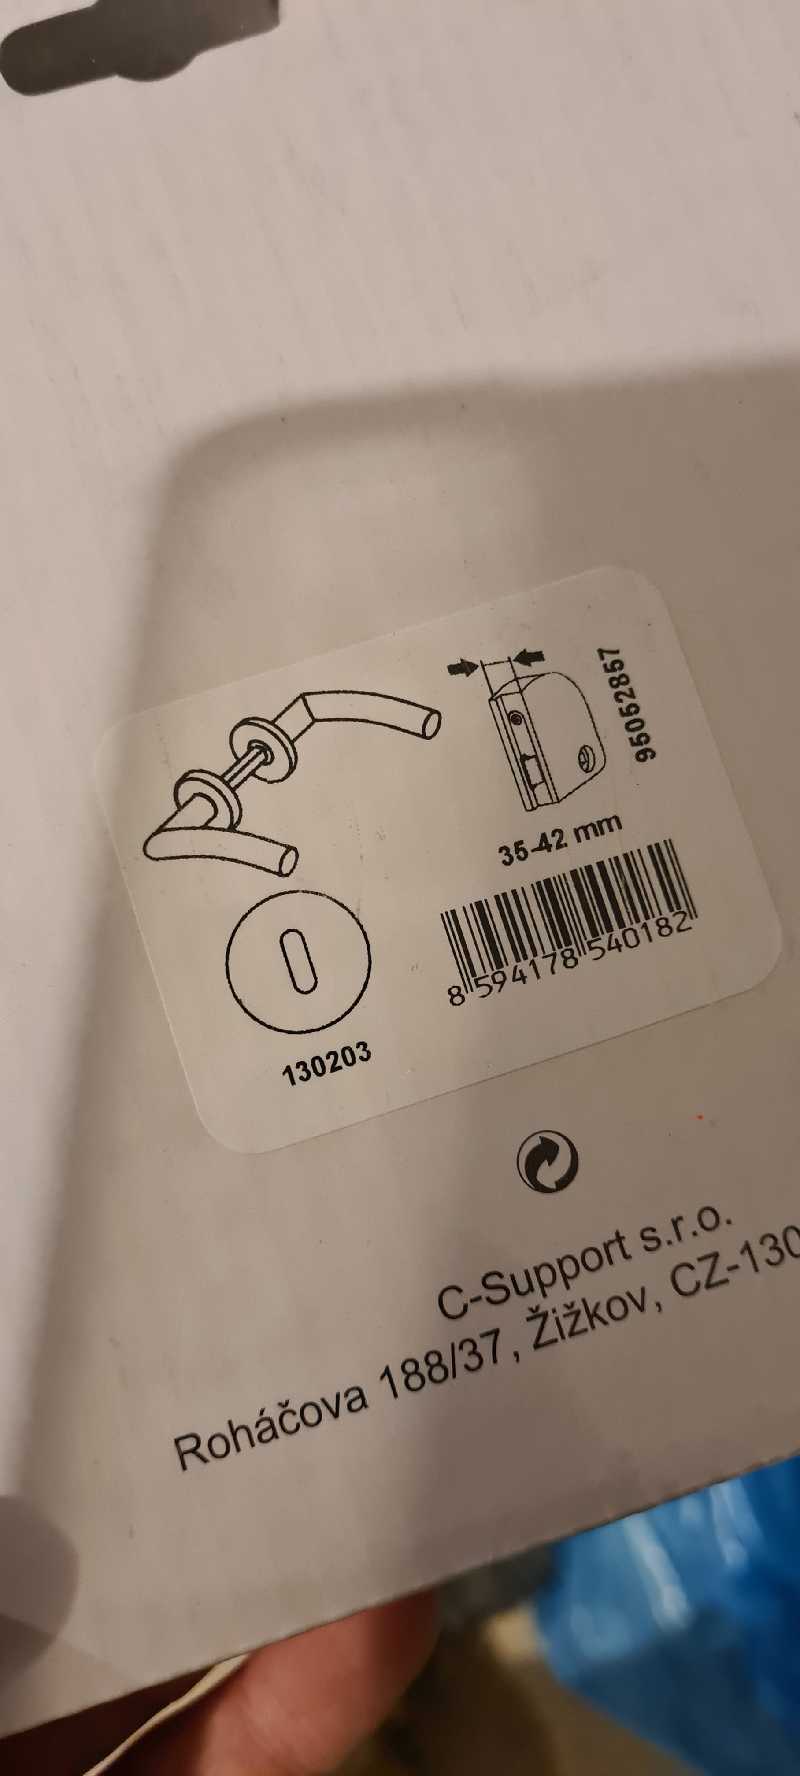 95052857
35-42 mm
8 594178 540182
130203
C-Support s.r.o.
Roháčova 188/37, Žižkov, CZ-130